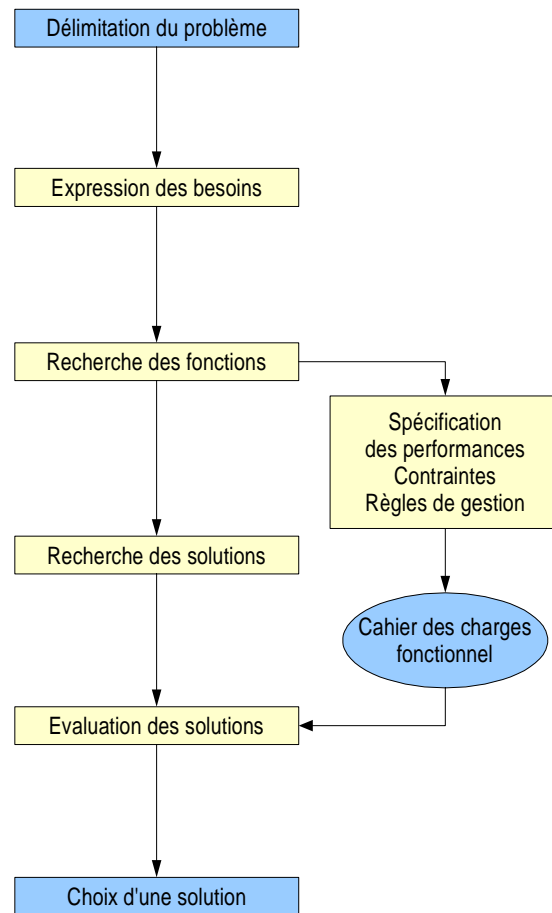 Délimitation du problème
Expression des besoins
Recherche des fonctions
Spécification
des performances
Contraintes
Règles de gestion
Recherche des solutions
Cahier des charges
fonctionnel
Evaluation des solutions
Choix d'une solution